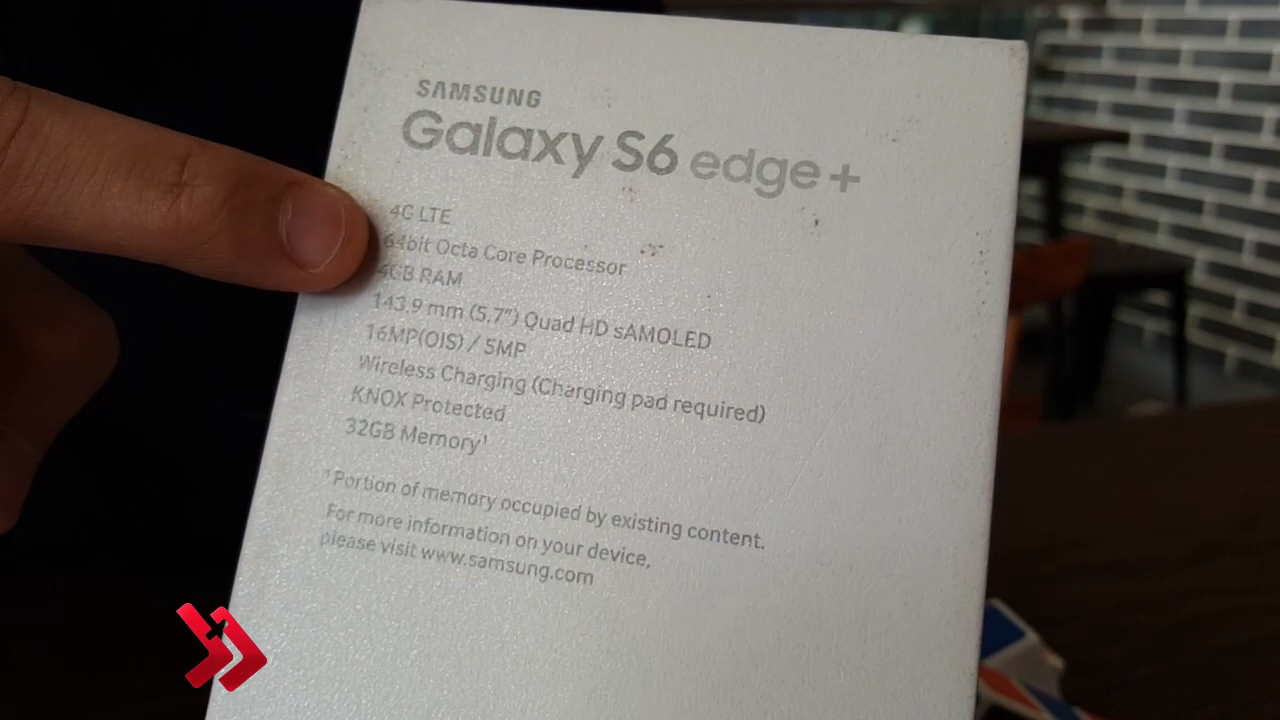 SAMSUNG
Galaxy S6 edge+
4G LTE
64bit Octa Core Processor
4GB RAM
143.9 mm (5.7") Quad HD sAMOLED
16MP(OIS) / 5MP
Wireless Charging (Charging pad required)
KNOX Protected
32GB Memory¹
¹ Portion of memory occupied by existing content.
For more information on your device,
please visit www.samsung.com